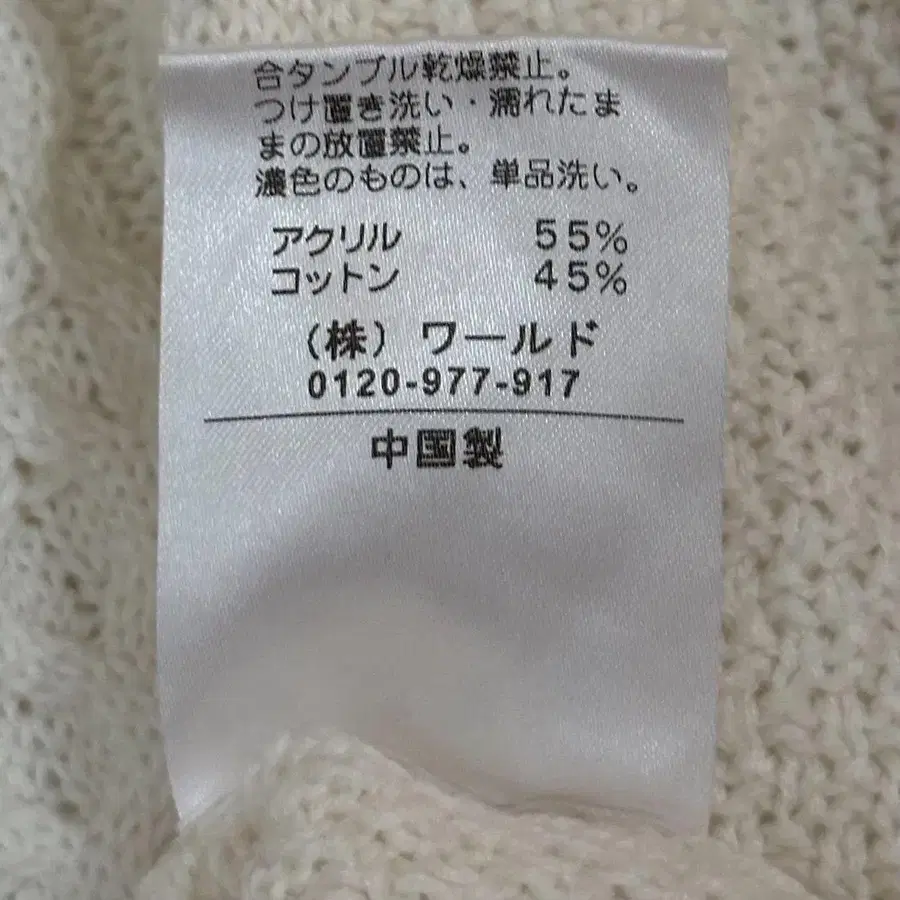 合タンブル乾燥禁止。
つけ置き洗い・濡れたま
まの放置禁止。
濃色のものは、単品洗い。
アクリル 55%
コットン 45%
(株) ワールド
0120-977-917
中国製